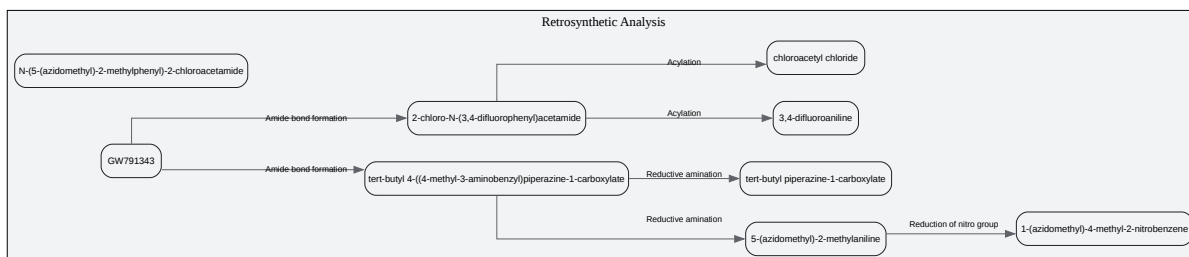 Retrosynthetic Analysis
N-(5-(azidomethyl)-2-methylphenyl)-2-chloroacetamide
Acylation
chloroacetyl chloride
Amide bond formation
2-chloro-N-(3,4-difluorophenyl)acetamide
Acylation
3,4-difluoroaniline
GW791343
Amide bond formation
tert-butyl 4-((4-methyl-3-aminobenzyl)piperazine-1-carboxylate
Reductive amination
tert-butyl piperazine-1-carboxylate
Reductive amination
5-(azidomethyl)-2-methylaniline
Reduction of nitro group
1-(azidomethyl)-4-methyl-2-nitrobenzene